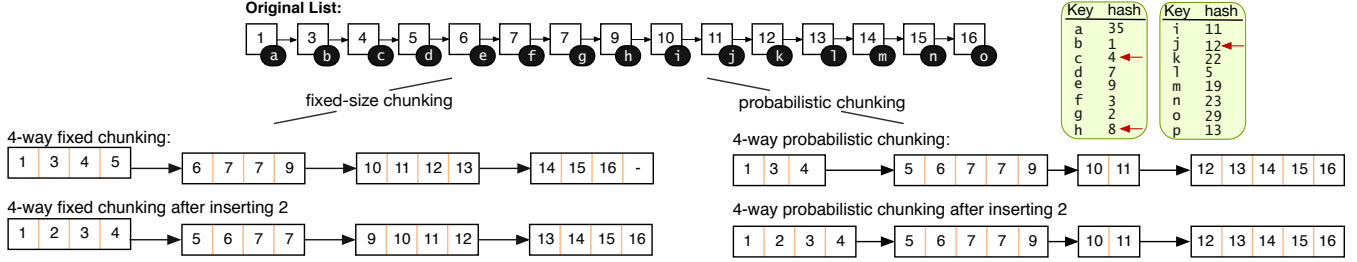 Original List:
1 3 4 5 6 7 7 9 10 11 12 13 14 15 16
a b c d e f g h i j k l m n o
fixed-size chunking
probabilistic chunking
Key hash
a 35
b 1
c 4
d 7
e 9
f 3
g 2
h 8
Key hash
i 11
j 12
k 22
l 5
m 19
n 23
o 29
p 13
4-way fixed chunking:
1 3 4 5
6 7 7 9
10 11 12 13
14 15 16 -
4-way fixed chunking after inserting 2
1 2 3 4
5 6 7 7
9 10 11 12
13 14 15 16
4-way probabilistic chunking:
1 3 4
5 6 7 7 9
10 11
12 13 14 15 16
4-way probabilistic chunking after inserting 2
1 2 3 4
5 6 7 7 9
10 11
12 13 14 15 16